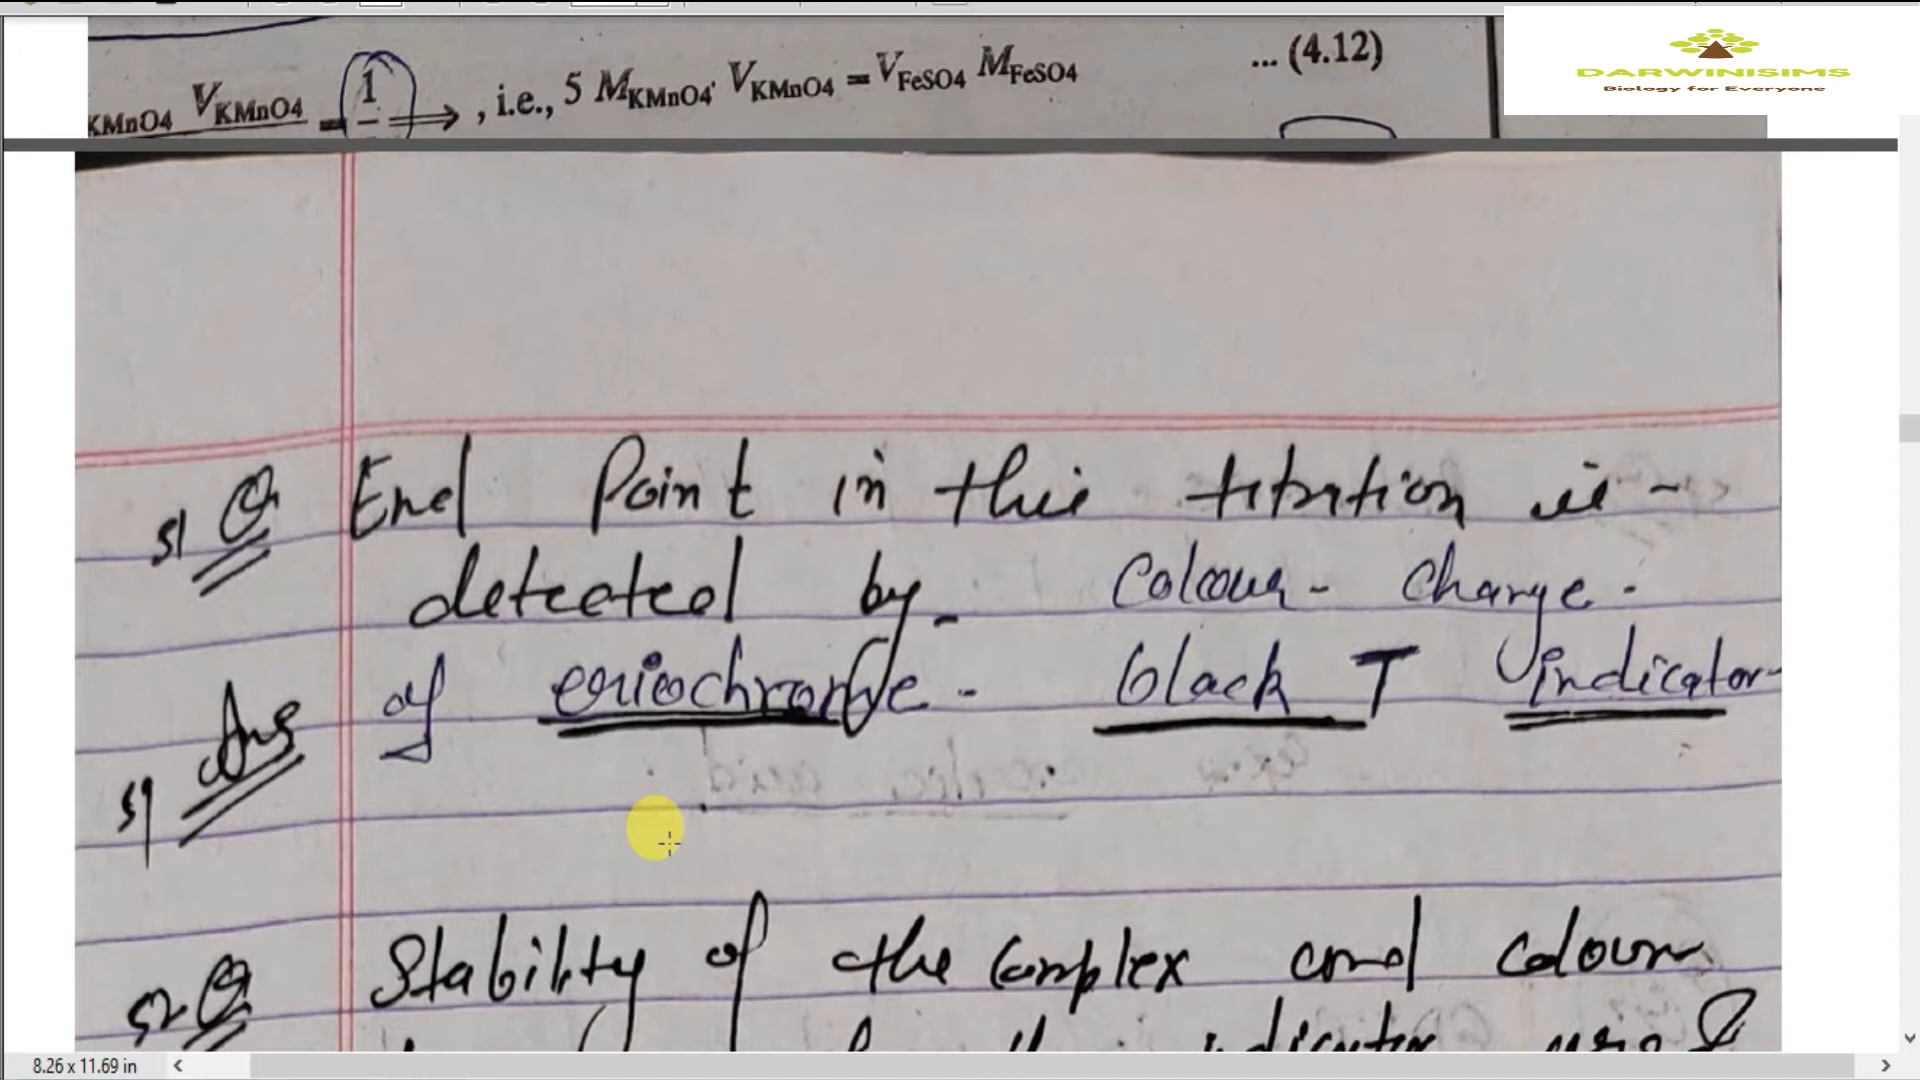 KMnO4 VKMnO4 = 1 , i.e., 5 MKMnO4. VKMnO4 = VFeSO4 MFeSO4 ... (4.12)
DARWINISIMS
Biology for Everyone
51 Q End Point in this titration is -
detected by - Colour - change.
51 Ans of eriochrome - black T indicator
52 Q Stability of the Complex and colour
8.26 x 11.69 in